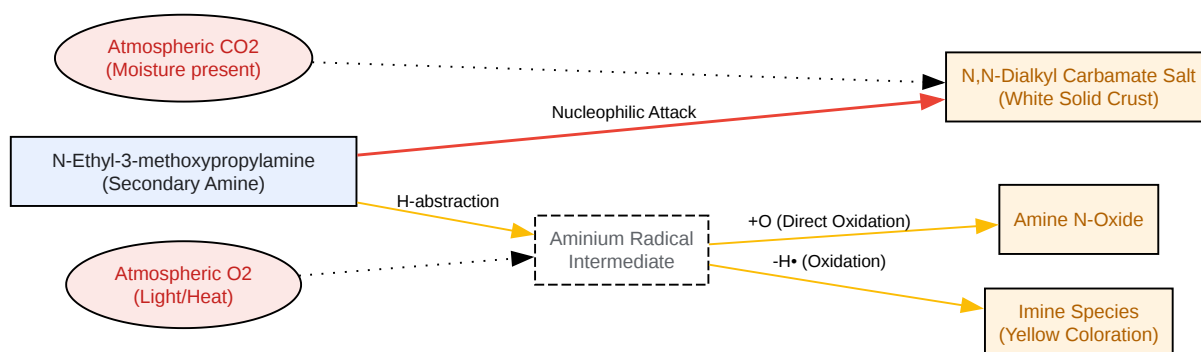 Atmospheric CO2
(Moisture present)
N,N-Dialkyl Carbamate Salt
(White Solid Crust)
Nucleophilic Attack
N-Ethyl-3-methoxypropylamine
(Secondary Amine)
H-abstraction
Aminium Radical
Intermediate
+O (Direct Oxidation)
Amine N-Oxide
-H• (Oxidation)
Atmospheric O2
(Light/Heat)
Imine Species
(Yellow Coloration)